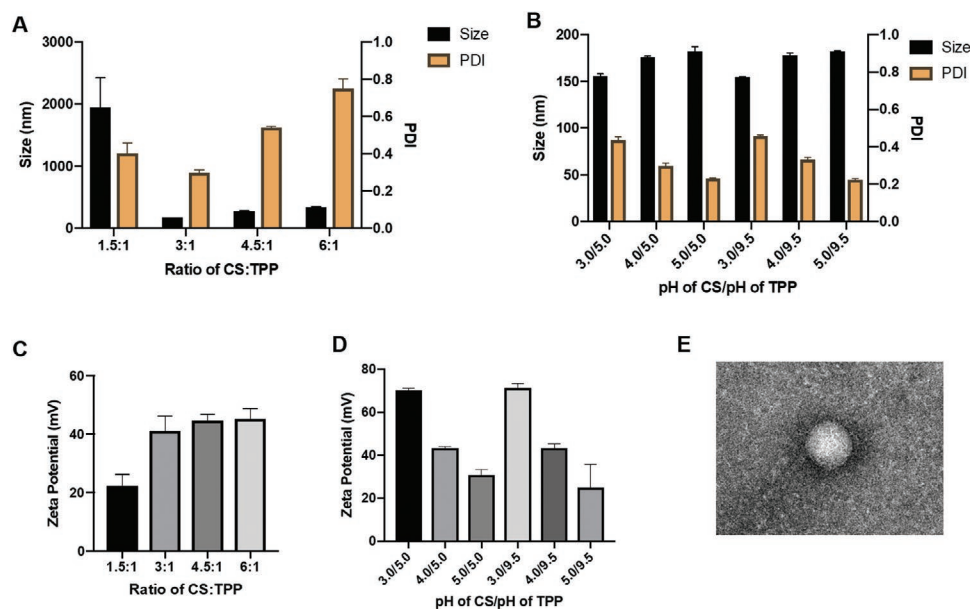 A
Size
PDI
Size (nm)
3000
2000
1000
0
1.0
0.8
0.6
0.4
0.2
0.0
PDI
1.5:1 3:1 4.5:1 6:1
Ratio of CS:TPP
B
Size
PDI
Size (nm)
200
150
100
50
0
1.0
0.8
0.6
0.4
0.2
0.0
PDI
3.0/5.0 4.0/5.0 5.0/5.0 3.0/9.5 4.0/9.5 5.0/9.5
pH of CS/pH of TPP
C
Zeta Potential (mV)
60
40
20
0
1.5:1 3:1 4.5:1 6:1
Ratio of CS:TPP
D
Zeta Potential (mV)
80
60
40
20
0
3.0/5.0 4.0/5.0 5.0/5.0 3.0/9.5 4.0/9.5 5.0/9.5
pH of CS/pH of TPP
E